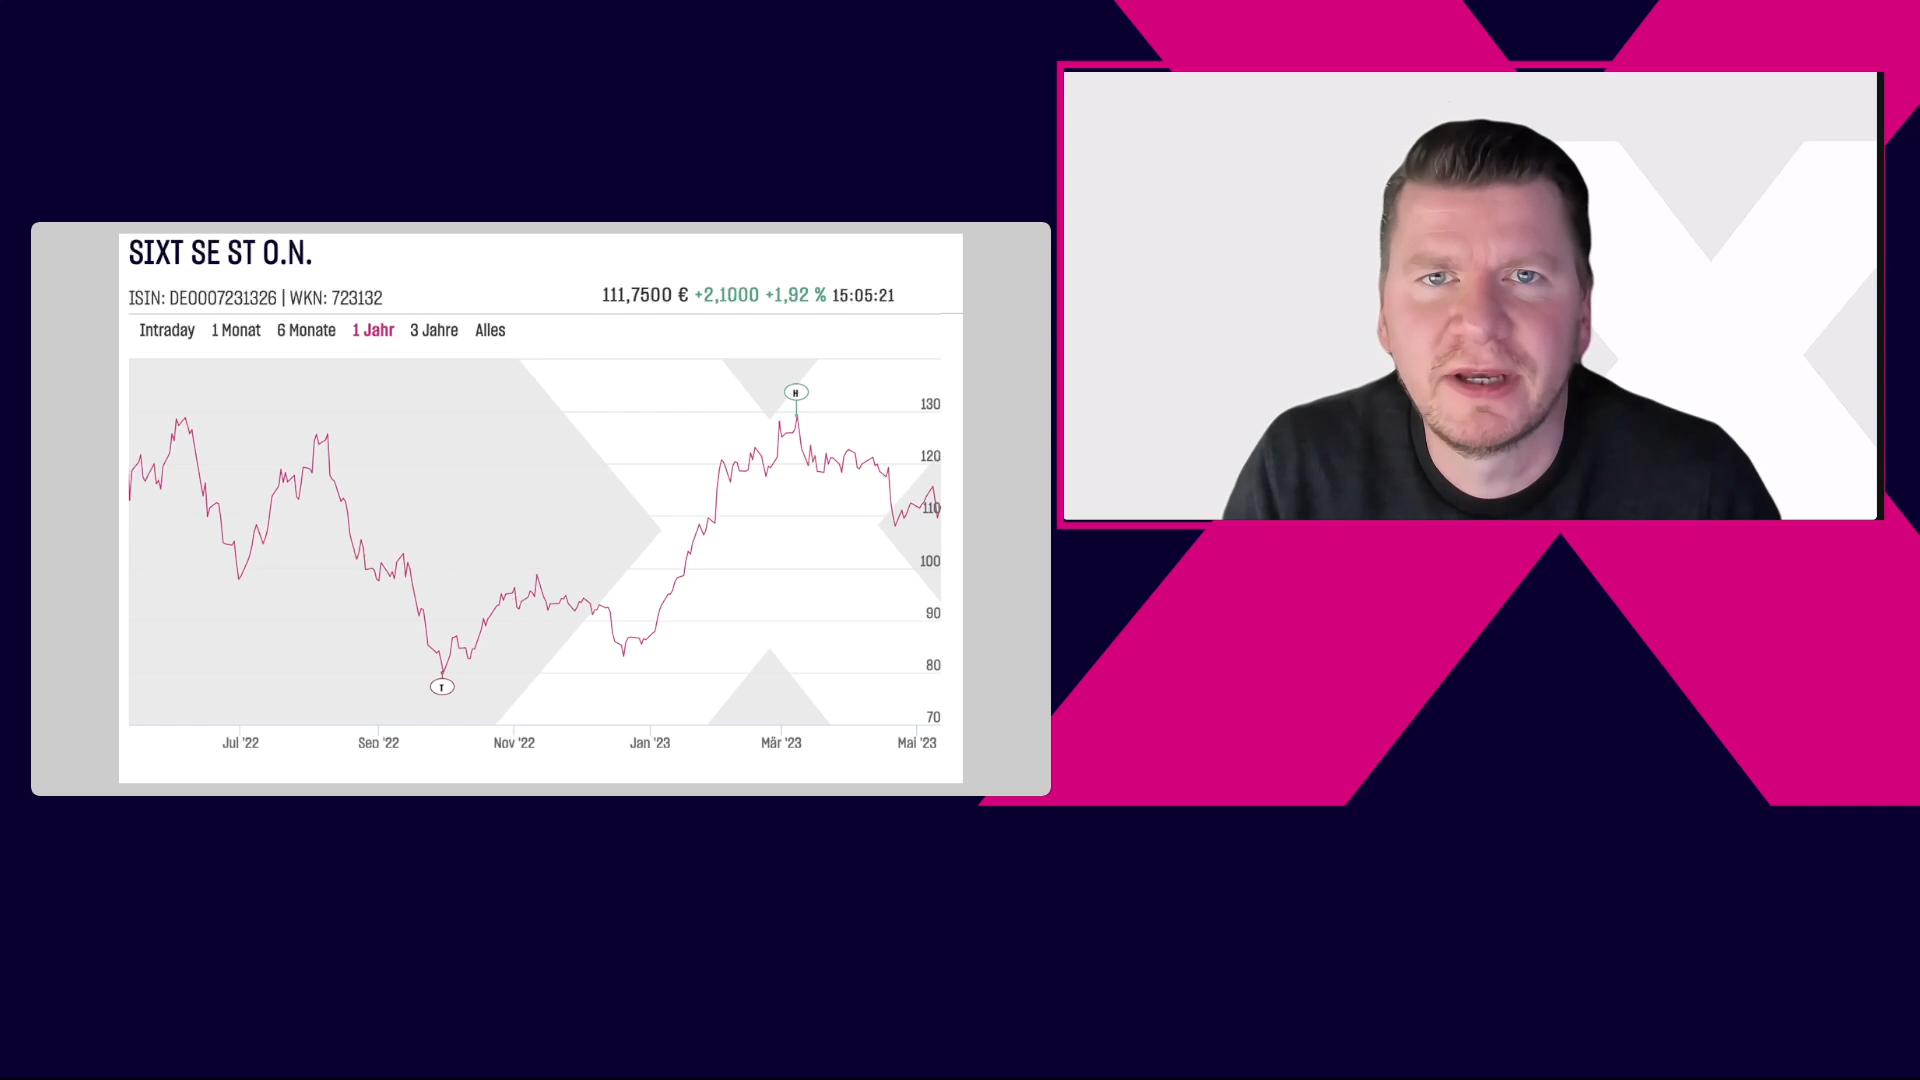 SIXT SE ST O.N.
ISIN: DE0007231326 | WKN: 723132
111,7500 € +2,1000 +1,92 % 15:05:21
Intraday 1 Monat 6 Monate 1 Jahr 3 Jahre Alles
H
130
120
110
100
90
80
T
70
Jul '22 Sep '22 Nov '22 Jan '23 Mär '23 Mai '23